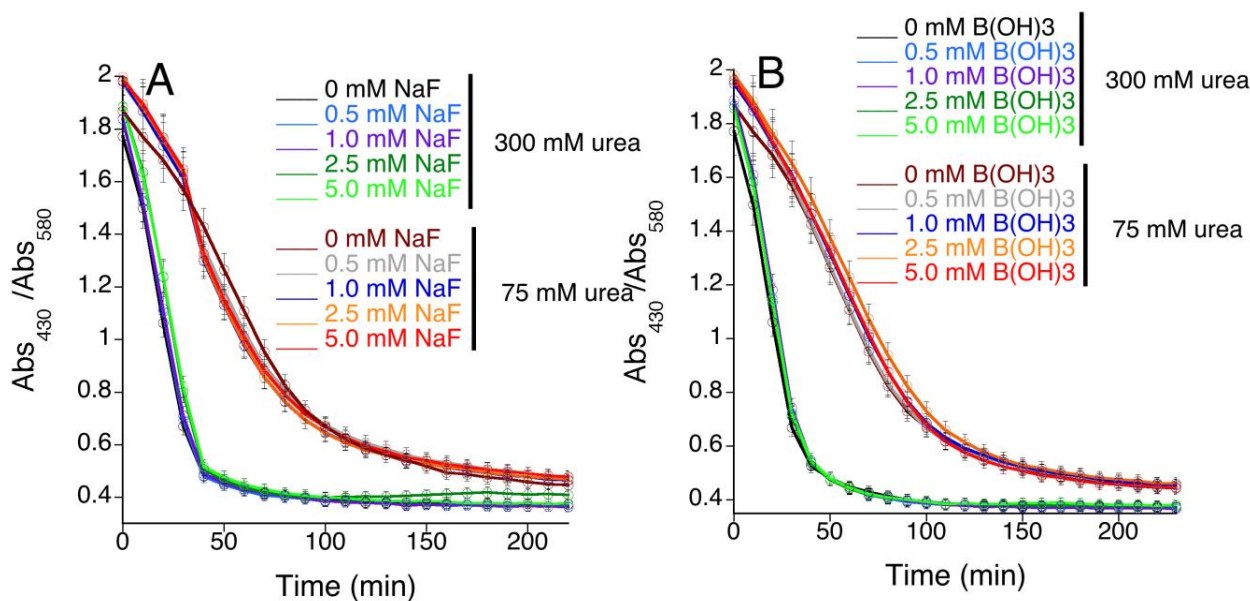 A
0 mM NaF
0.5 mM NaF
1.0 mM NaF
2.5 mM NaF
5.0 mM NaF
300 mM urea
0 mM NaF
0.5 mM NaF
1.0 mM NaF
2.5 mM NaF
5.0 mM NaF
75 mM urea
Abs430/Abs580
2
1.8
1.6
1.4
1.2
1
0.8
0.6
0.4
0 50 100 150 200
Time (min)
B
0 mM B(OH)3
0.5 mM B(OH)3
1.0 mM B(OH)3
2.5 mM B(OH)3
5.0 mM B(OH)3
300 mM urea
0 mM B(OH)3
0.5 mM B(OH)3
1.0 mM B(OH)3
2.5 mM B(OH)3
5.0 mM B(OH)3
75 mM urea
Abs430/Abs580
2
1.8
1.6
1.4
1.2
1
0.8
0.6
0.4
0 50 100 150 200
Time (min)